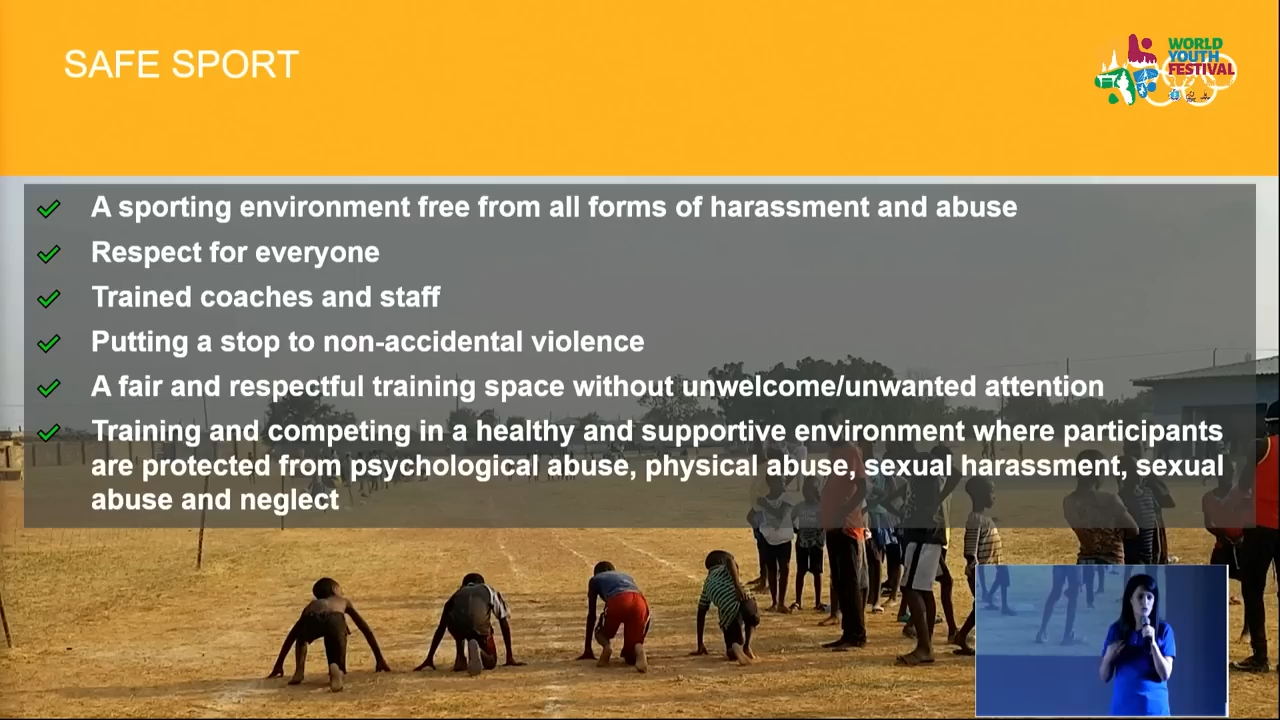 SAFE SPORT
WORLD
YOUTH
FESTIVAL
A sporting environment free from all forms of harassment and abuse
Respect for everyone
Trained coaches and staff
Putting a stop to non-accidental violence
A fair and respectful training space without unwelcome/unwanted attention
Training and competing in a healthy and supportive environment where participants
are protected from psychological abuse, physical abuse, sexual harassment, sexual
abuse and neglect